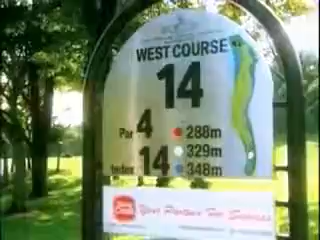 WEST COURSE
14
Par 4 288m
329m
Index 14 348m
Your Partner For Success